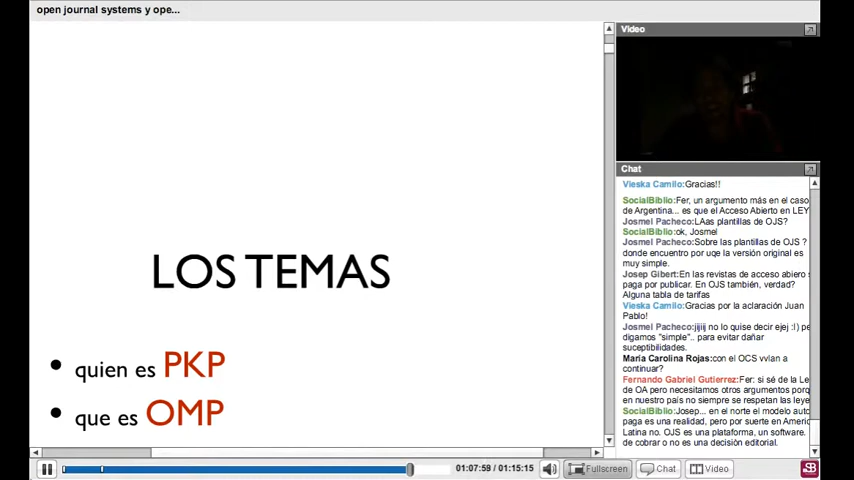 open journal systems y ope...
LOS TEMAS
• quien es PKP
• que es OMP
Video
Chat
Vieska Camilo:Gracias!!
SocialBiblio:Fer, un argumento más en el caso
de Argentina... es que el Acceso Abierto en LEY
Josmel Pacheco:LAas plantillas de OJS?
SocialBiblio:ok, Josmel
Josmel Pacheco:Sobre las plantillas de OJS ?
donde encuentro por uqe la versión original es
muy simple.
Josep Gibert:En las revistas de acceso abiero s
paga por publicar. En OJS también, verdad?
Alguna tabla de tarifas
Vieska Camilo:Gracias por la aclaración Juan
Pablo!
Josmel Pacheco:jijiij no lo quise decir ejej :l) pe
digamos "simple".. para evitar dañar
suceptibilidades.
María Carolina Rojas:con el OCS vvlan a
continuar?
Fernando Gabriel Gutierrez:Fer: si sé de la Le
de OA pero necesitamos otros argumentos porq
en nuestro país no siempre se respetan las leye
SocialBiblio:Josep... en el norte el modelo auto
paga es una realidad, pero por suerte en Améric
Latina no. OJS es una plataforma, un software.
de cobrar o no es una decisión editorial.
01:07:58 / 01:15:15
Fullscreen
Chat
Video
SB